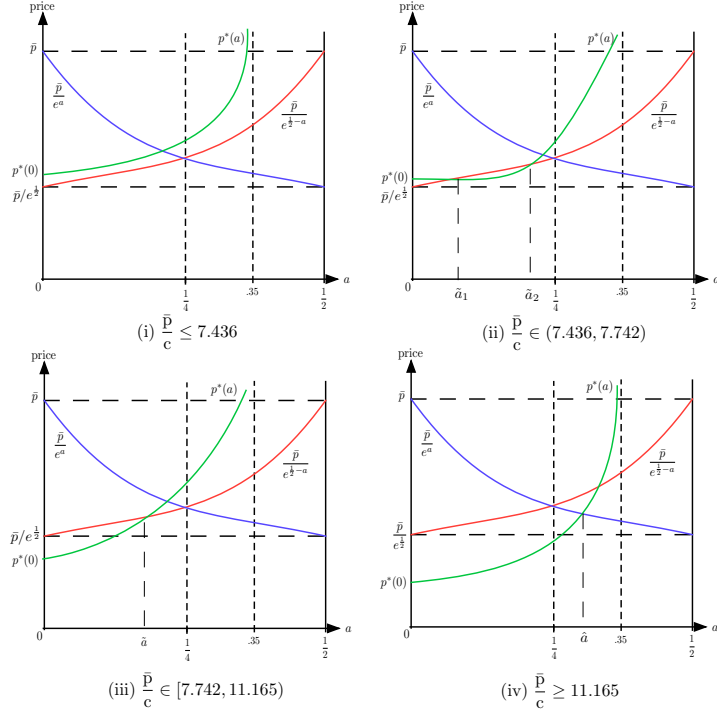 price
p̄
p*(a)
p̄/e^a
p̄/e^{1/2−a}
p*(0)
p̄/e^{1/2}
0
1/4
.35
1/2
a
(i) p̄/c ≤ 7.436
price
p̄
p*(a)
p̄/e^a
p̄/e^{1/2−a}
p*(0)
p̄/e^{1/2}
0
ã₁
ã₂
1/4
.35
1/2
a
(ii) p̄/c ∈ (7.436, 7.742)
price
p̄
p*(a)
p̄/e^a
p̄/e^{1/2−a}
p̄/e^{1/2}
p*(0)
0
ã
1/4
.35
1/2
a
(iii) p̄/c ∈ [7.742, 11.165)
price
p̄
p*(a)
p̄/e^a
p̄/e^{1/2−a}
p̄/e^{1/2}
p*(0)
0
1/4
â
.35
1/2
a
(iv) p̄/c ≥ 11.165